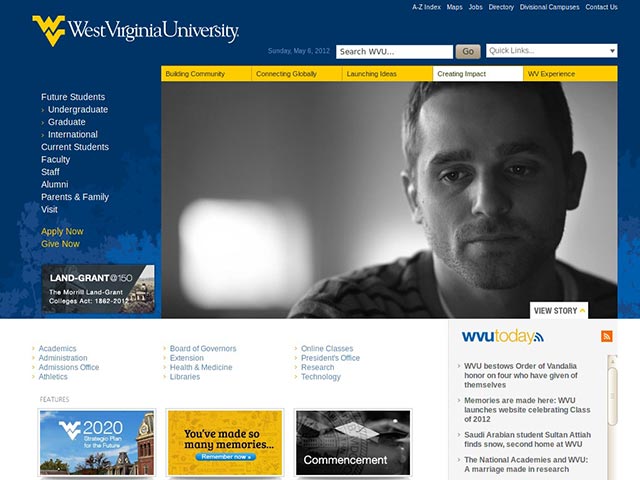 A-Z Index Maps Jobs Directory Divisional Campuses Contact Us
WV WestVirginiaUniversity.
Sunday, May 6, 2012 Search WVU... Go Quick Links...
Building Community Connecting Globally Launching Ideas Creating Impact WV Experience
Future Students
› Undergraduate
› Graduate
› International
Current Students
Faculty
Staff
Alumni
Parents & Family
Visit
Apply Now
Give Now
LAND-GRANT@150
The Morrill Land-Grant
Colleges Act: 1862-2012
VIEW STORY
Academics
Administration
Admissions Office
Athletics
Board of Governors
Extension
Health & Medicine
Libraries
Online Classes
President's Office
Research
Technology
FEATURES
WV 2020
Strategic Plan
for the Future
You've made so
many memories...
Remember now »
Commencement
wvutoday
WVU bestows Order of Vandalia
honor on four who have given of
themselves
Memories are made here: WVU
launches website celebrating Class
of 2012
Saudi Arabian student Sultan Attiah
finds snow, second home at WVU
The National Academies and WVU:
A marriage made in research